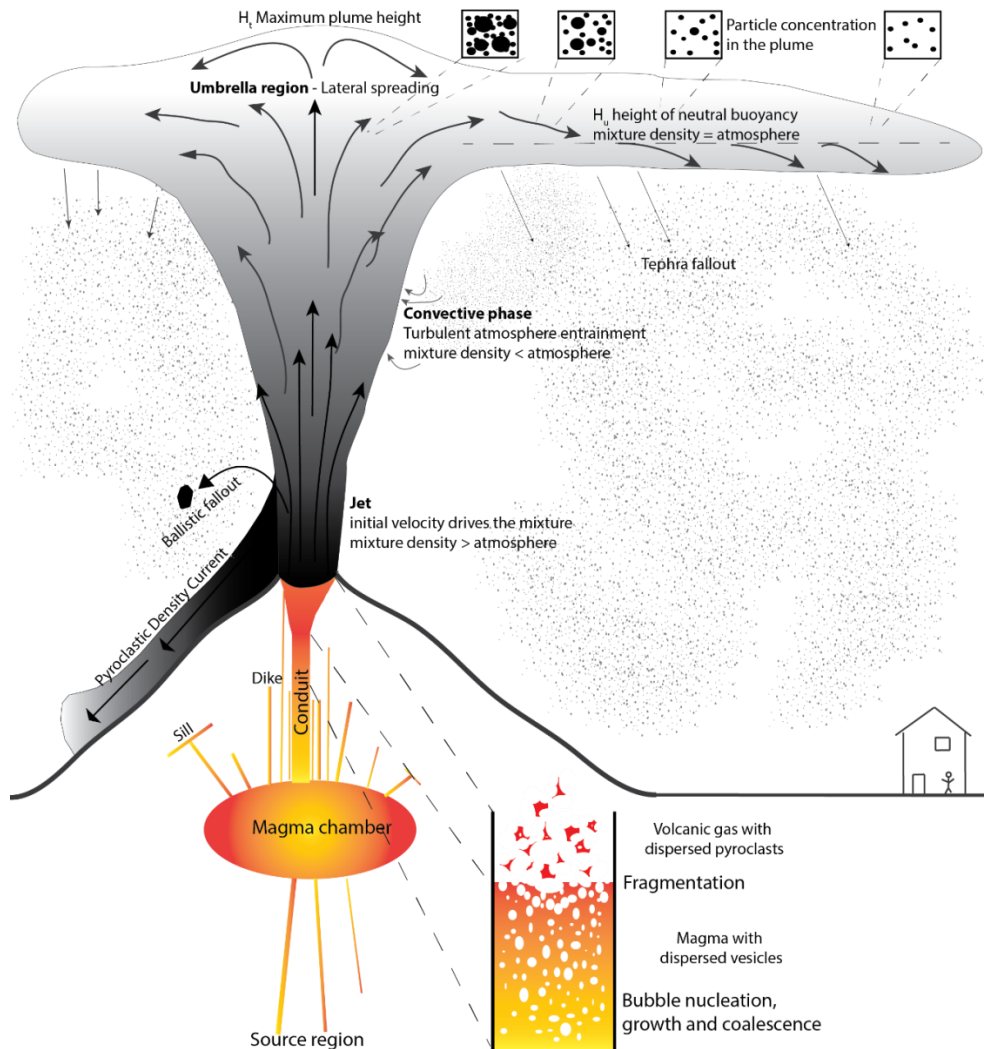 Hₜ Maximum plume height
Particle concentration
in the plume
Umbrella region - Lateral spreading
Hᵤ height of neutral buoyancy
mixture density = atmosphere
Tephra fallout
Convective phase
Turbulent atmosphere entrainment
mixture density < atmosphere
Ballistic fallout
Jet
initial velocity drives the mixture
mixture density > atmosphere
Pyroclastic Density Current
Dike
Conduit
Sill
Magma chamber
Volcanic gas with
dispersed pyroclasts
Fragmentation
Magma with
dispersed vesicles
Bubble nucleation,
growth and coalescence
Source region